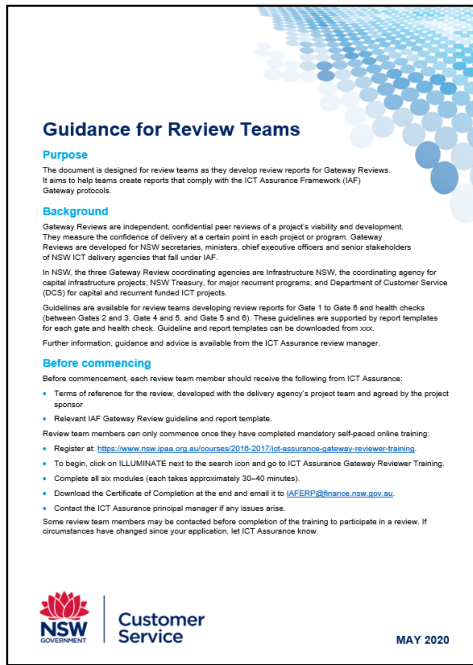 Guidance for Review Teams
Purpose
The document is designed for review teams as they develop review reports for Gateway Reviews.
It aims to help teams create reports that comply with the ICT Assurance Framework (IAF)
Gateway protocols.
Background
Gateway Reviews are independent, confidential peer reviews of a project's viability and development.
They measure the confidence of delivery at a certain point in each project or program. Gateway
Reviews are developed for NSW secretaries, ministers, chief executive officers and senior stakeholders
of NSW ICT delivery agencies that fall under IAF.
In NSW, the three Gateway Review coordinating agencies are Infrastructure NSW, the coordinating agency for
capital infrastructure projects; NSW Treasury, for major recurrent programs; and Department of Customer Service
(DCS) for capital and recurrent funded ICT projects.
Guidelines are available for review teams developing review reports for Gate 1 to Gate 6 and health checks
(between Gates 2 and 3, Gate 4 and 5, and Gate 5 and 6). These guidelines are supported by report templates
for each gate and health check. Guideline and report templates can be downloaded from xxx.
Further information, guidance and advice is available from the ICT Assurance review manager.
Before commencing
Before commencement, each review team member should receive the following from ICT Assurance:
• Terms of reference for the review, developed with the delivery agency's project team and agreed by the project
sponsor
• Relevant IAF Gateway Review guideline and report template.
Review team members can only commence once they have completed mandatory self-paced online training:
• Register at: https://www.nsw.ipaa.org.au/courses/2016-2017/ict-assurance-gateway-reviewer-training.
• To begin, click on ILLUMINATE next to the search icon and go to ICT Assurance Gateway Reviewer Training.
• Complete all six modules (each takes approximately 30–40 minutes).
• Download the Certificate of Completion at the end and email it to IAFERP@finance.nsw.gov.au.
• Contact the ICT Assurance principal manager if any issues arise.
Some review team members may be contacted before completion of the training to participate in a review. If
circumstances have changed since your application, let ICT Assurance know.
NSW
GOVERNMENT
Customer
Service
MAY 2020